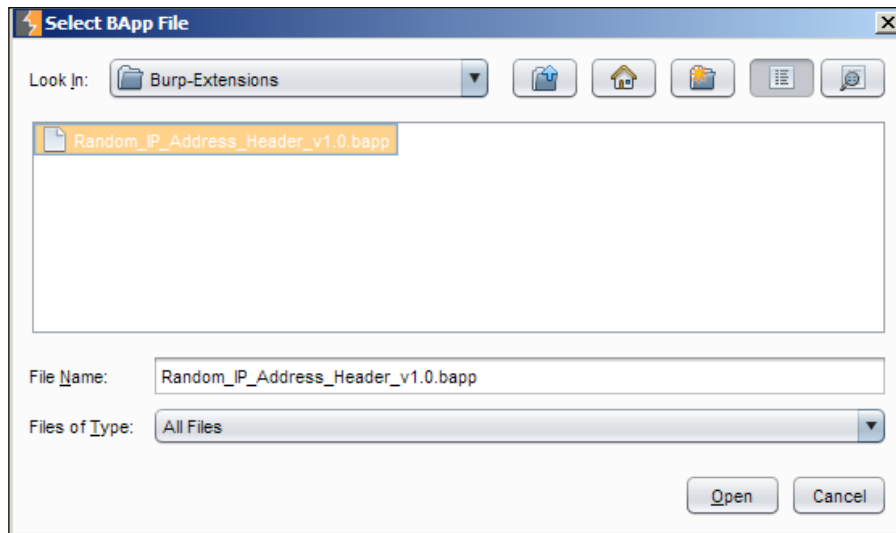 Select BApp File
Look In: Burp-Extensions
Random_IP_Address_Header_v1.0.bapp
File Name: Random_IP_Address_Header_v1.0.bapp
Files of Type: All Files
Open Cancel